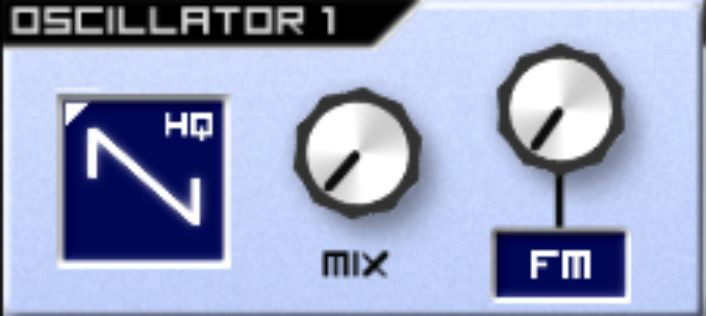 OSCILLATOR 1
HQ
MIX
FM